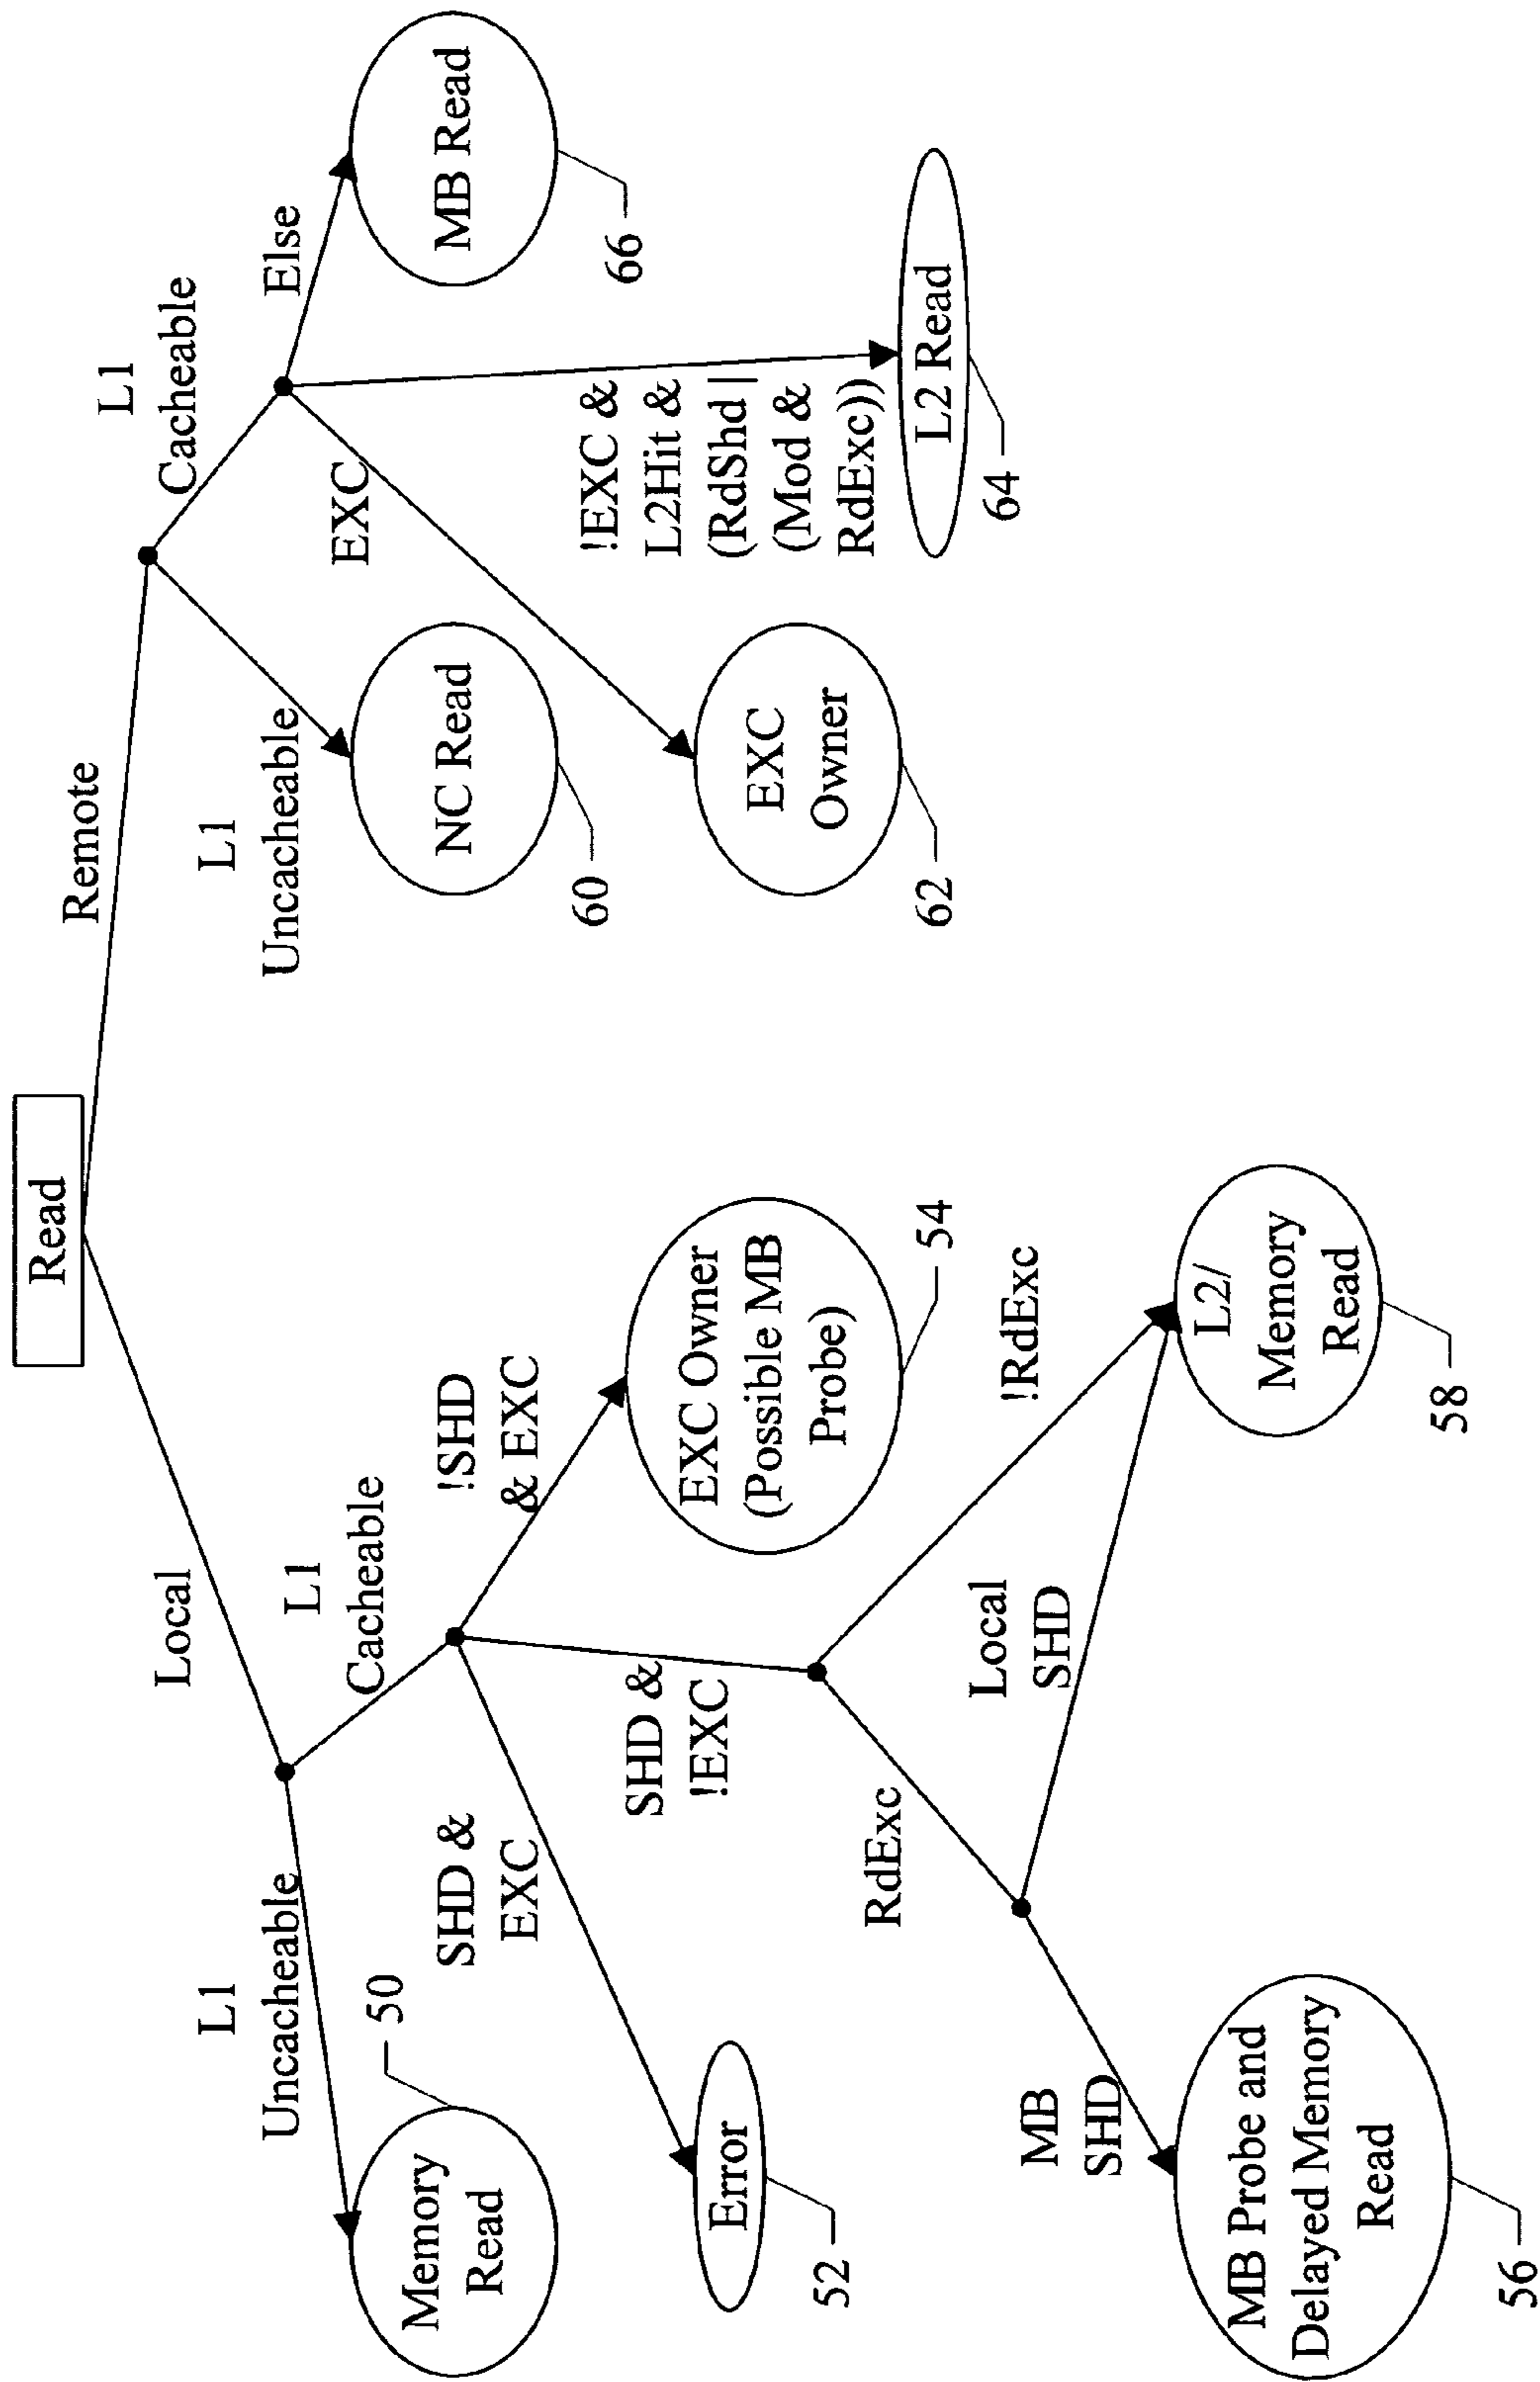 Read
Local
Remote
L1
Uncacheable
L1
Cacheable
Memory
Read
50
SHD &
EXC
!SHD
& EXC
Error
52
SHD &
!EXC
EXC Owner
(Possible MB
Probe)
54
RdExc
!RdExc
MB
SHD
Local
SHD
MB Probe and
Delayed Memory
Read
56
L2/
Memory
Read
58
L1
Uncacheable
L1
Cacheable
NC Read
60
EXC
Else
EXC
Owner
62
!EXC &
L2Hit &
(RdShd |
(Mod &
RdExc))
L2 Read
64
MB Read
66